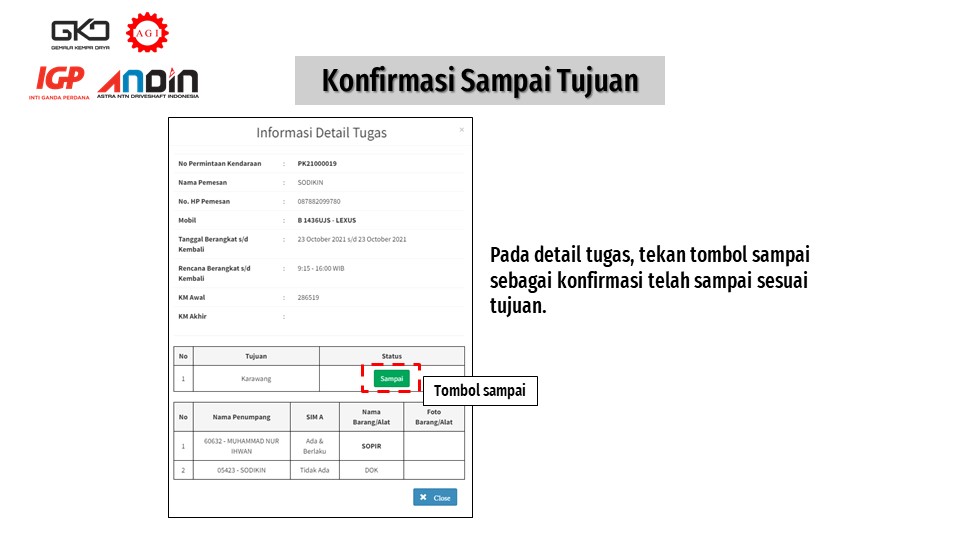 GKD
GEMALA KEMPA DAYA
AGI
IGP
INTI GANDA PERDANA
ANDIN
ASTRA NTN DRIVESHAFT INDONESIA
Konfirmasi Sampai Tujuan
Informasi Detail Tugas
×
No Permintaan Kendaraan : PK21000019
Nama Pemesan : SODIKIN
No. HP Pemesan : 087882099780
Mobil : B 1436UJS - LEXUS
Tanggal Berangkat s/d : 23 October 2021 s/d 23 October 2021
Kembali
Rencana Berangkat s/d : 9:15 - 16:00 WIB
Kembali
KM Awal : 286519
KM Akhir :
No Tujuan Status
1 Karawang Sampai
Tombol sampai
No Nama Penumpang SIM A Nama Barang/Alat Foto Barang/Alat
1 60632 - MUHAMMAD NUR IHWAN Ada & Berlaku SOPIR
2 05423 - SODIKIN Tidak Ada DOK
Close
Pada detail tugas, tekan tombol sampai
sebagai konfirmasi telah sampai sesuai
tujuan.